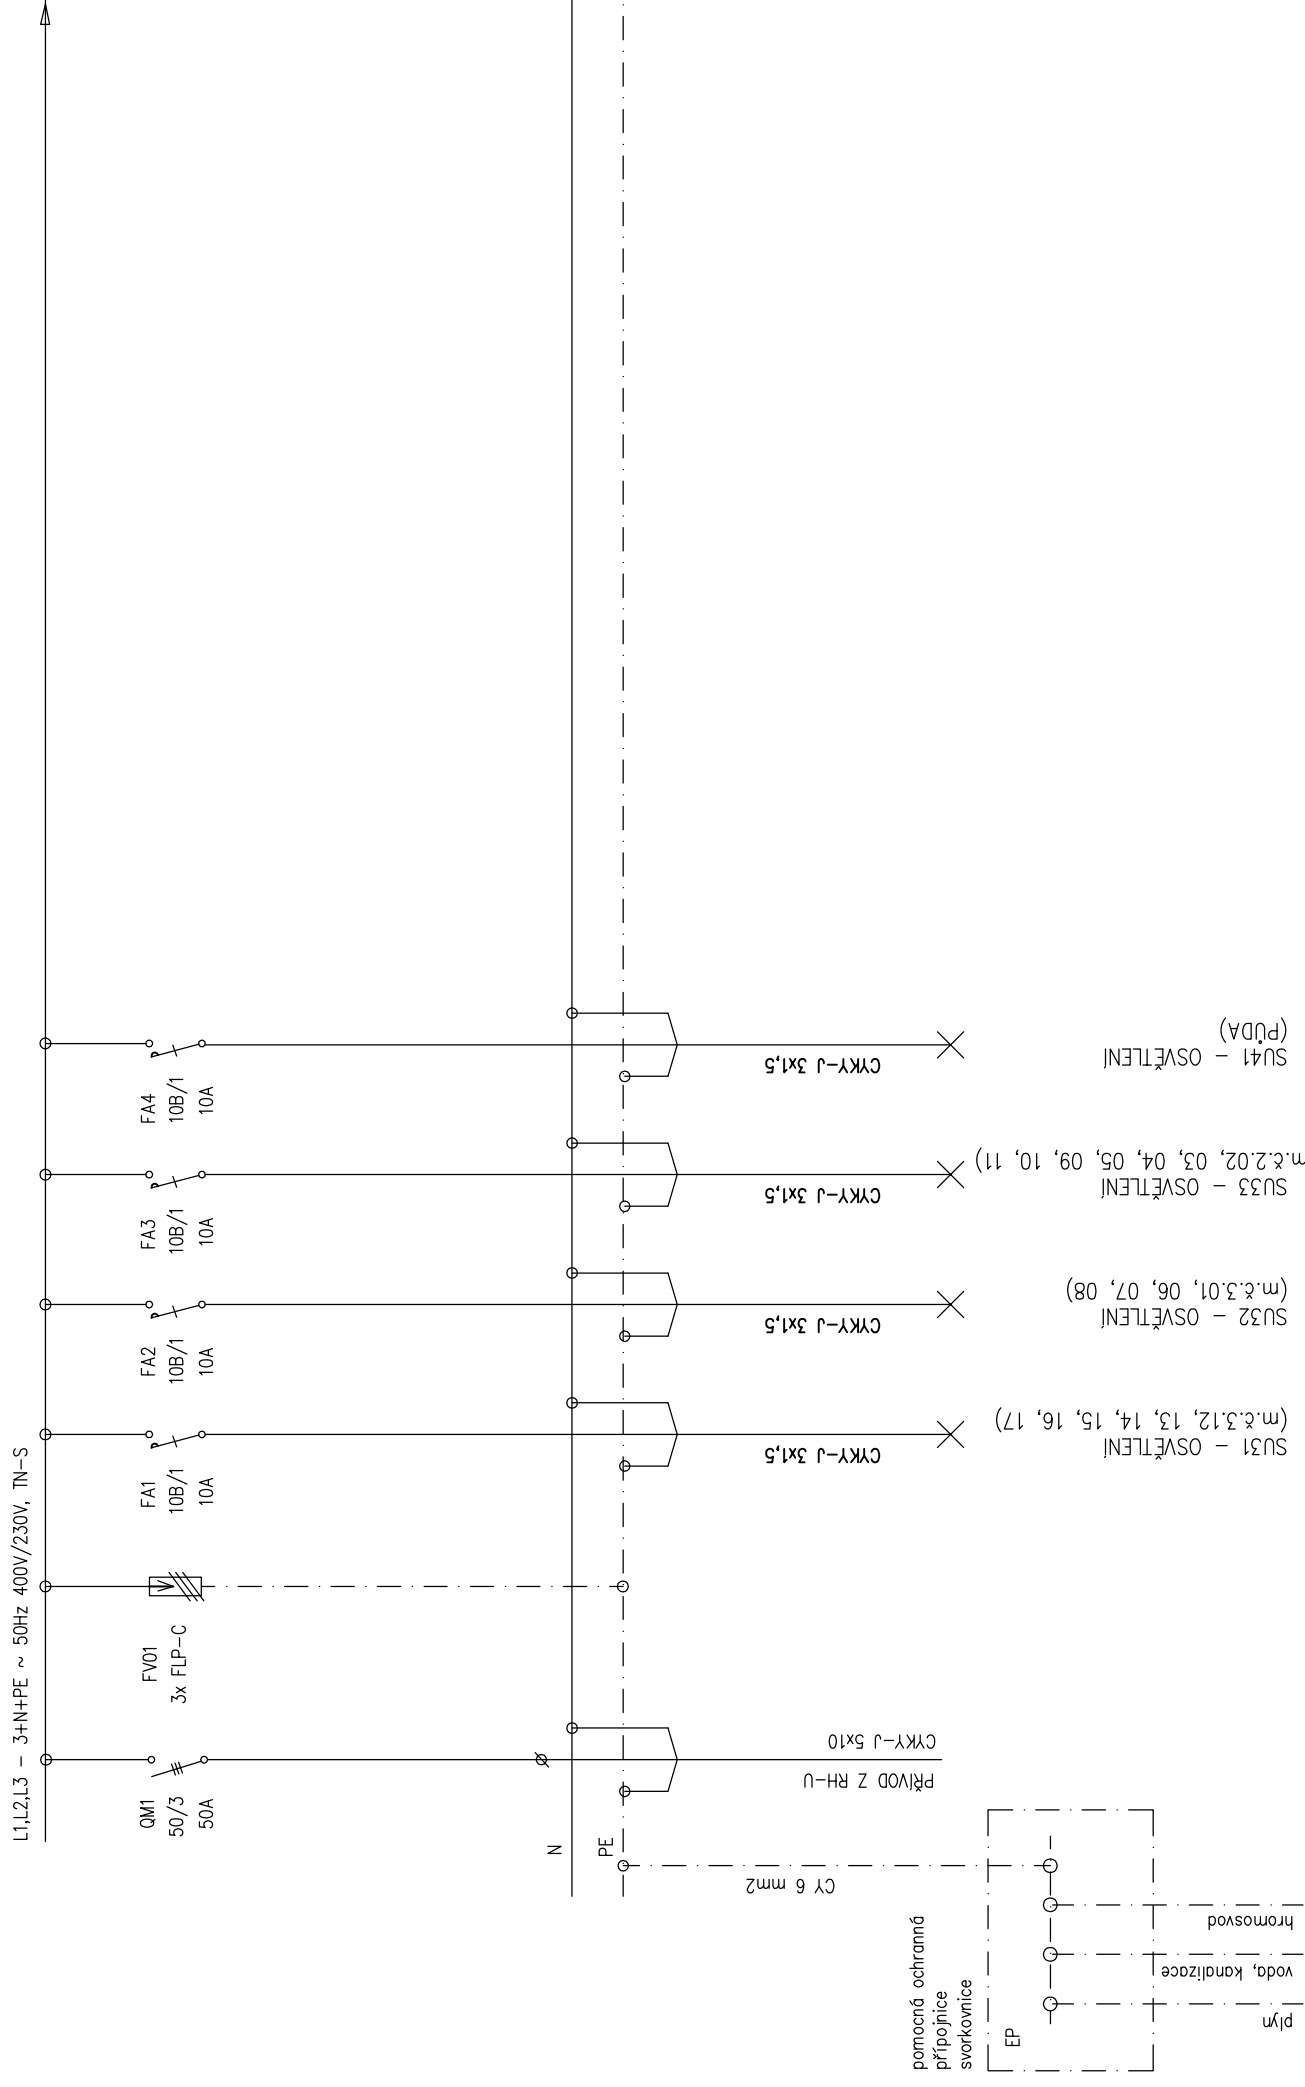 L1,L2,L3 – 3+N+PE ~ 50Hz 400V/230V, TN–S
QM1
50/3
50A
FV01
3x FLP–C
FA1
10B/1
10A
FA2
10B/1
10A
FA3
10B/1
10A
FA4
10B/1
10A
N
PE
PŘÍVOD Z RH–U
CYKY–J 5x10
CYKY–J 3x1,5
CYKY–J 3x1,5
CYKY–J 3x1,5
CYKY–J 3x1,5
SU31 – OSVĚTLENÍ
(m.č.3.12, 13, 14, 15, 16, 17)
SU32 – OSVĚTLENÍ
(m.č.3.01, 06, 07, 08)
SU33 – OSVĚTLENÍ
m.č.2.02, 03, 04, 05, 09, 10, 11)
SU41 – OSVĚTLENÍ
(PŮDA)
CY 6 mm2
pomocná ochranná
přípojnice
svorkovnice
EP
plyn
voda, kanalizace
hromosvod